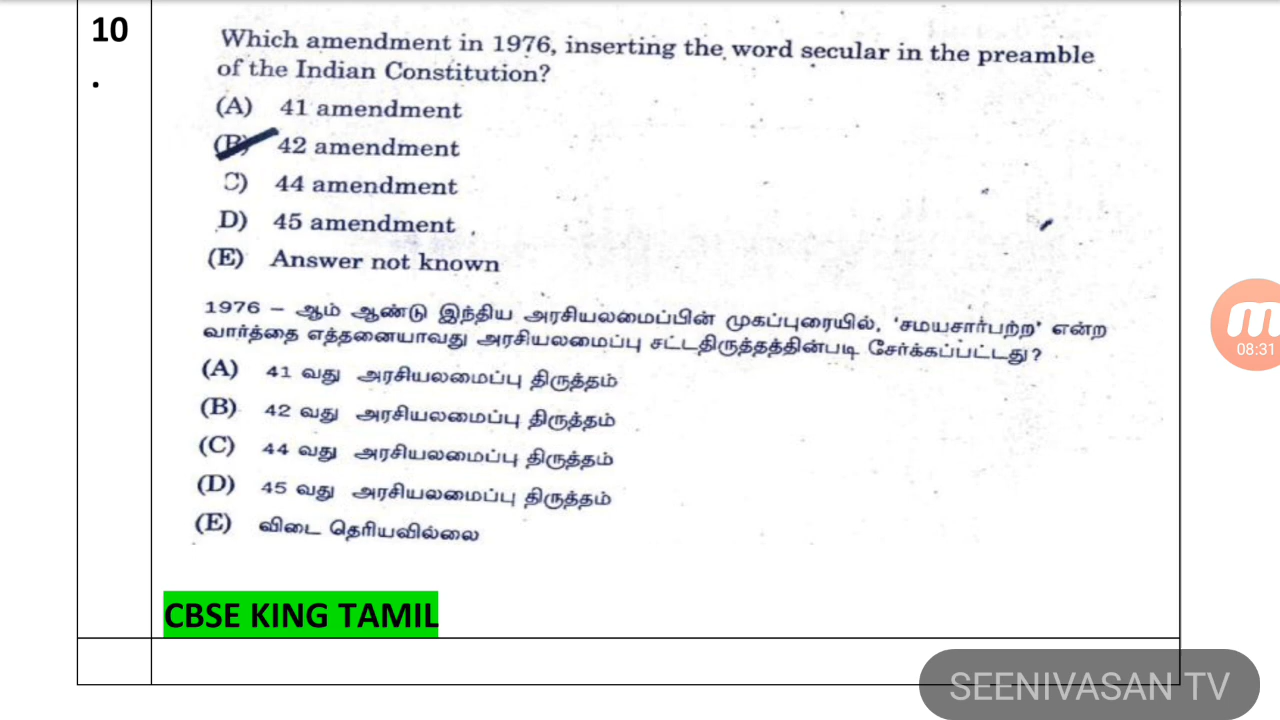 10
.
Which amendment in 1976, inserting the word secular in the preamble
of the Indian Constitution?
(A) 41 amendment
(B) 42 amendment
C) 44 amendment
D) 45 amendment
(E) Answer not known
1976 – ஆம் ஆண்டு இந்திய அரசியலமைப்பின் முகப்புரையில், ‘சமயசார்பற்ற’ என்ற
வார்த்தை எத்தனையாவது அரசியலமைப்பு சட்டதிருத்தத்தின்படி சேர்க்கப்பட்டது?
(A) 41 வது அரசியலமைப்பு திருத்தம்
(B) 42 வது அரசியலமைப்பு திருத்தம்
(C) 44 வது அரசியலமைப்பு திருத்தம்
(D) 45 வது அரசியலமைப்பு திருத்தம்
(E) விடை தெரியவில்லை
08:31
CBSE KING TAMIL
SEENIVASAN TV